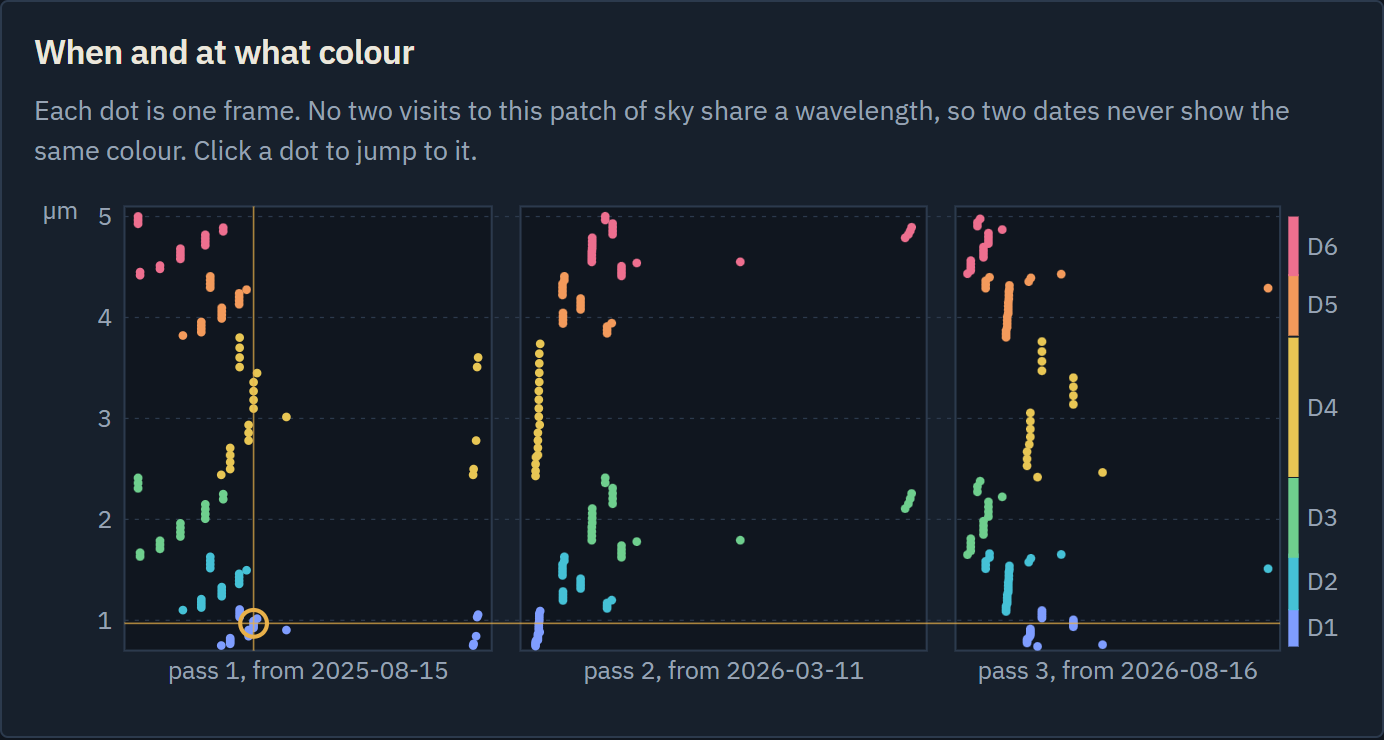 When and at what colour
Each dot is one frame. No two visits to this patch of sky share a wavelength, so two dates never show the
same colour. Click a dot to jump to it.
µm
5
4
3
2
1
D6
D5
D4
D3
D2
D1
pass 1, from 2025-08-15
pass 2, from 2026-03-11
pass 3, from 2026-08-16